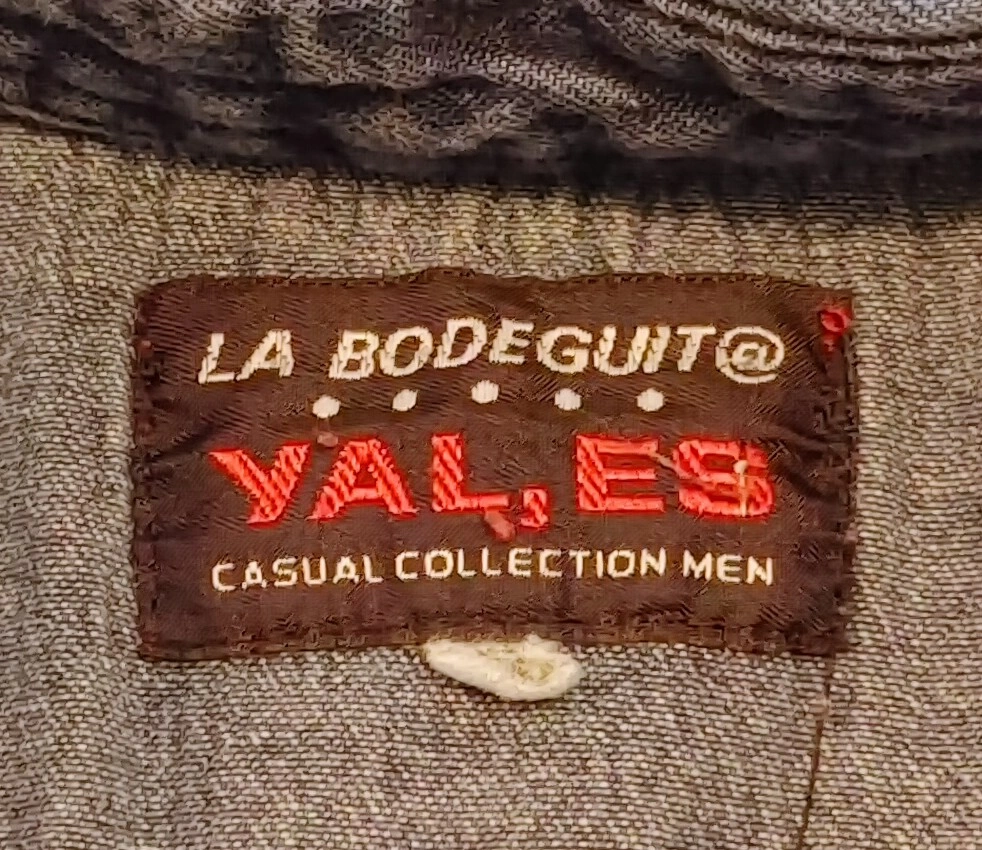 LA BODEGUIT@
YAL,ES
CASUAL COLLECTION MEN